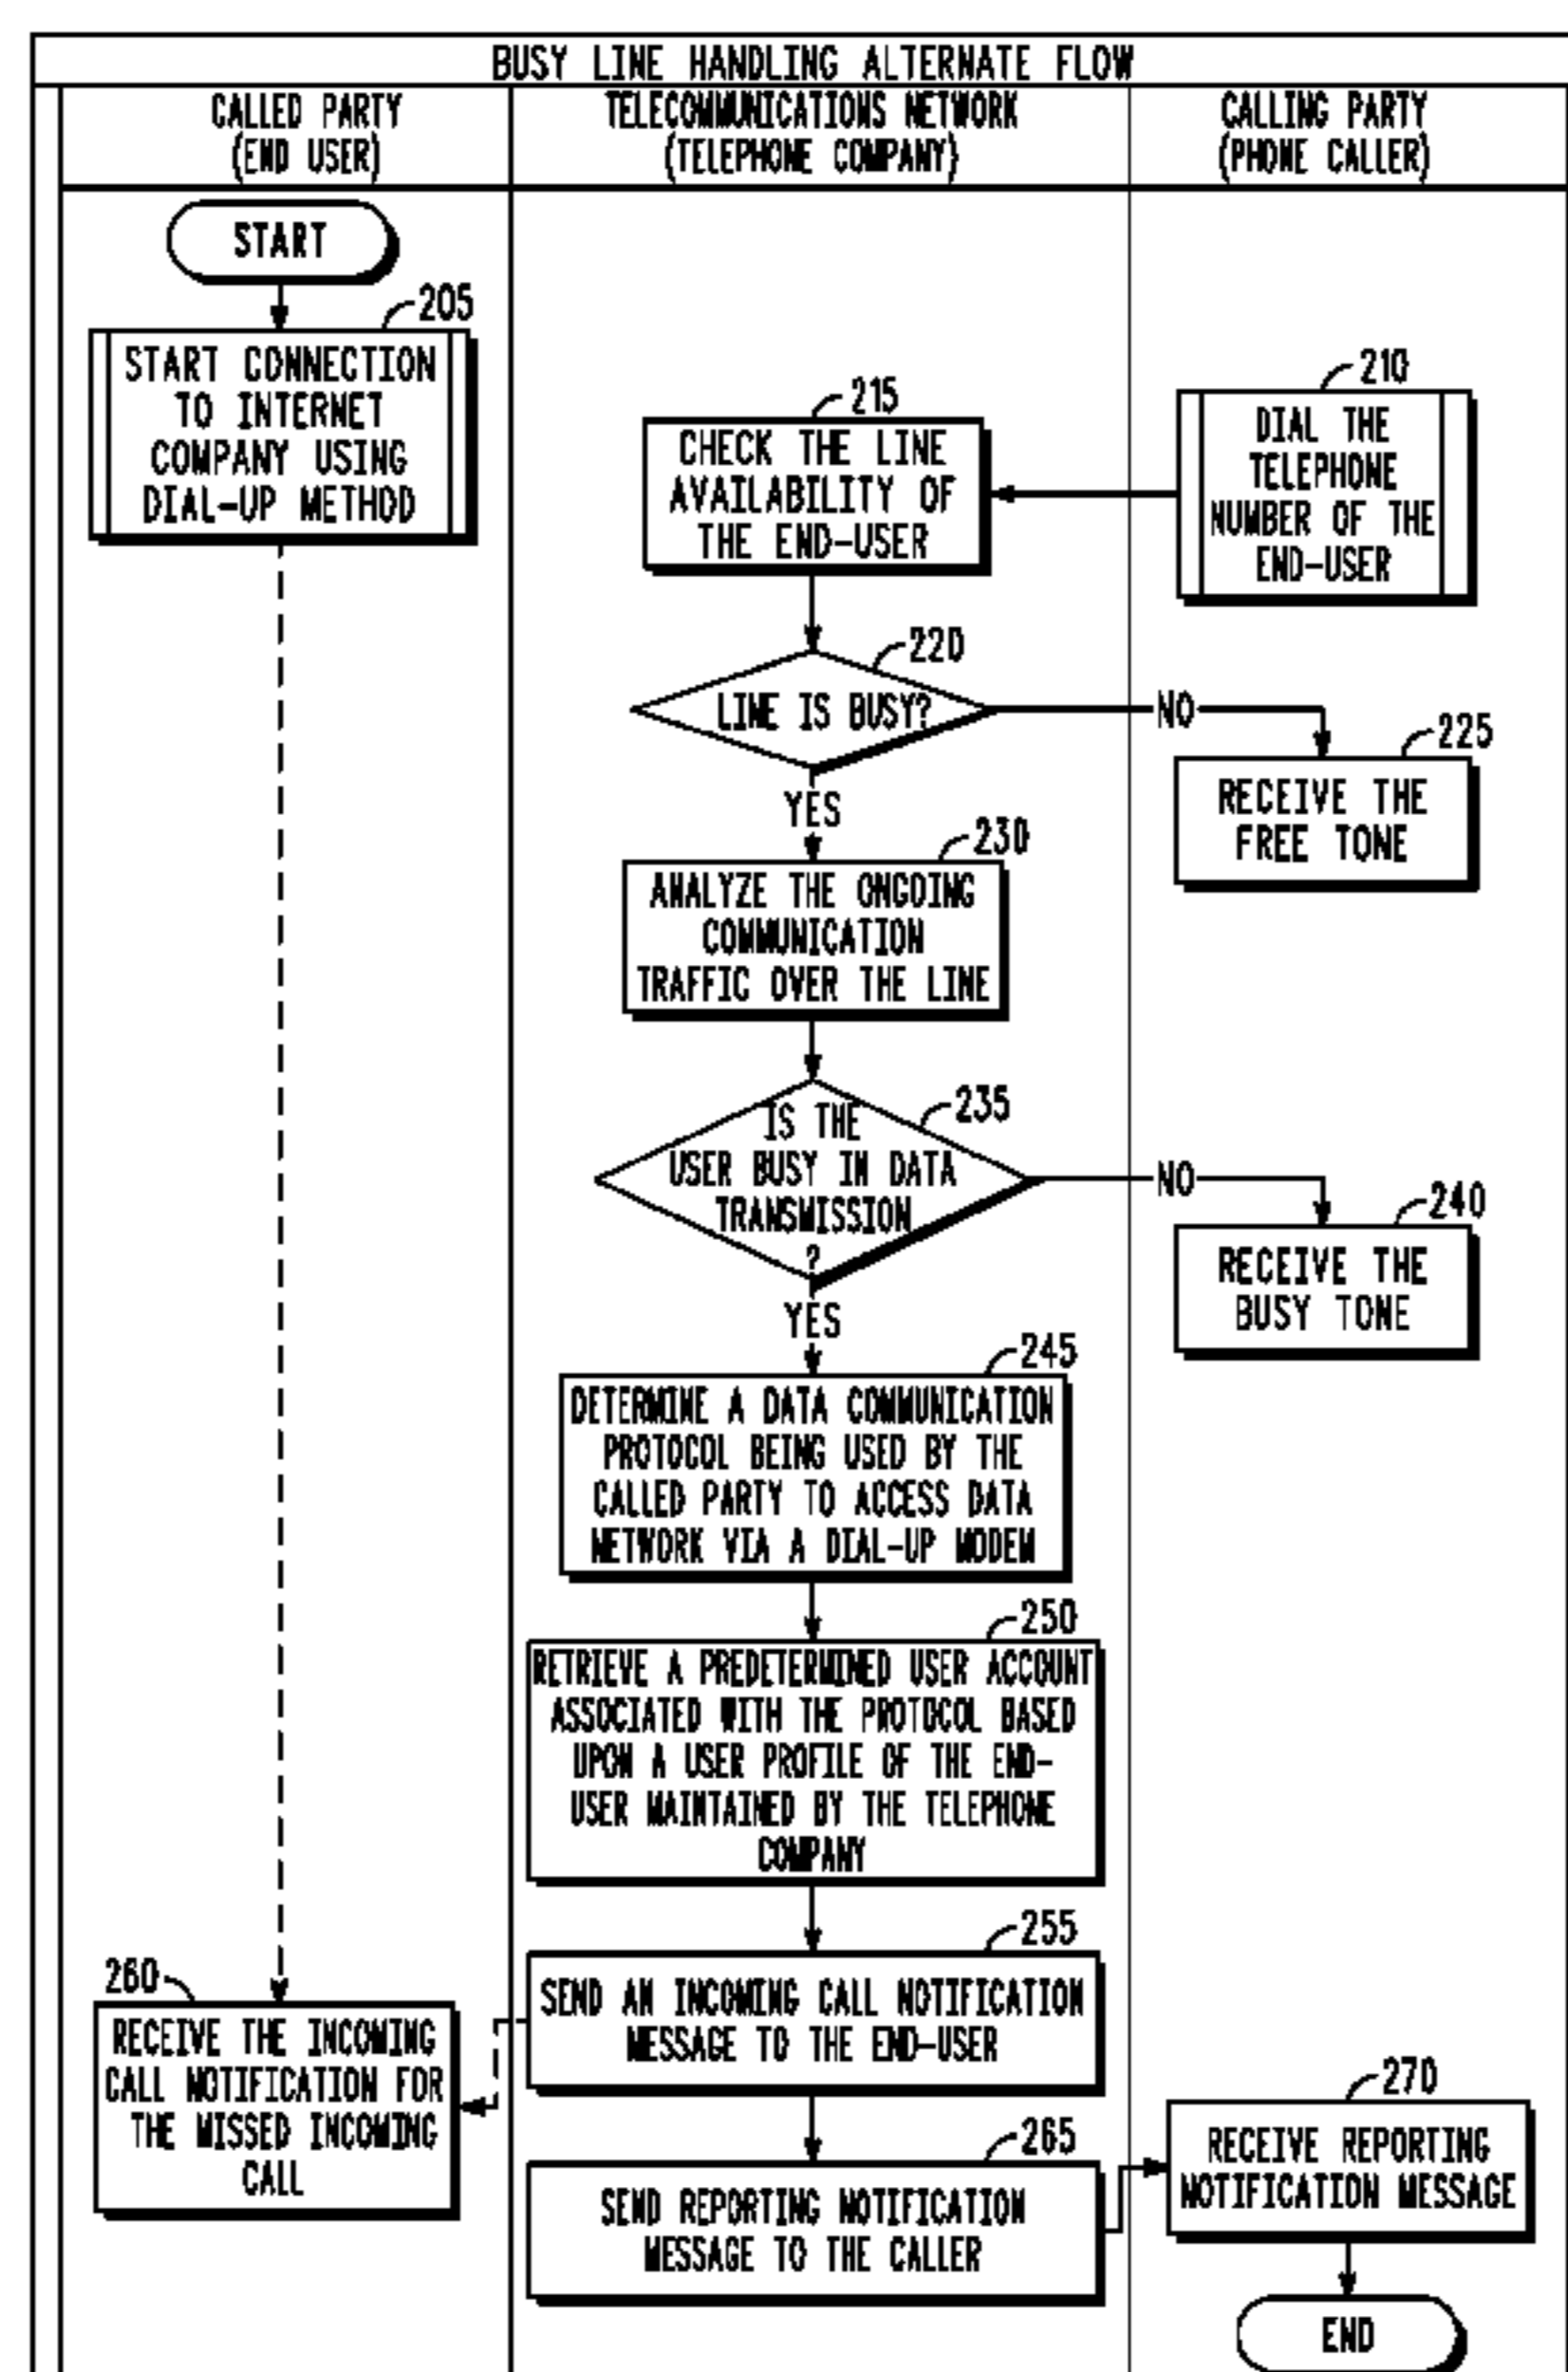 BUSY LINE HANDLING ALTERNATE FLOW
CALLED PARTY
(END USER)
TELECOMMUNICATIONS NETWORK
(TELEPHONE COMPANY)
CALLING PARTY
(PHONE CALLER)
START
205
START CONNECTION
TO INTERNET
COMPANY USING
DIAL-UP METHOD
210
DIAL THE
TELEPHONE
NUMBER OF THE
END-USER
215
CHECK THE LINE
AVAILABILITY OF
THE END-USER
220
LINE IS BUSY?
NO
225
RECEIVE THE
FREE TONE
YES
230
ANALYZE THE ONGOING
COMMUNICATION
TRAFFIC OVER THE LINE
235
IS THE
USER BUSY IN DATA
TRANSMISSION
?
NO
240
RECEIVE THE
BUSY TONE
YES
245
DETERMINE A DATA COMMUNICATION
PROTOCOL BEING USED BY THE
CALLED PARTY TO ACCESS DATA
NETWORK VIA A DIAL-UP MODEM
250
RETRIEVE A PREDETERMINED USER ACCOUNT
ASSOCIATED WITH THE PROTOCOL BASED
UPON A USER PROFILE OF THE END-
USER MAINTAINED BY THE TELEPHONE
COMPANY
255
SEND AN INCOMING CALL NOTIFICATION
MESSAGE TO THE END-USER
260
RECEIVE THE INCOMING
CALL NOTIFICATION FOR
THE MISSED INCOMING
CALL
265
SEND REPORTING NOTIFICATION
MESSAGE TO THE CALLER
270
RECEIVE REPORTING
NOTIFICATION MESSAGE
END